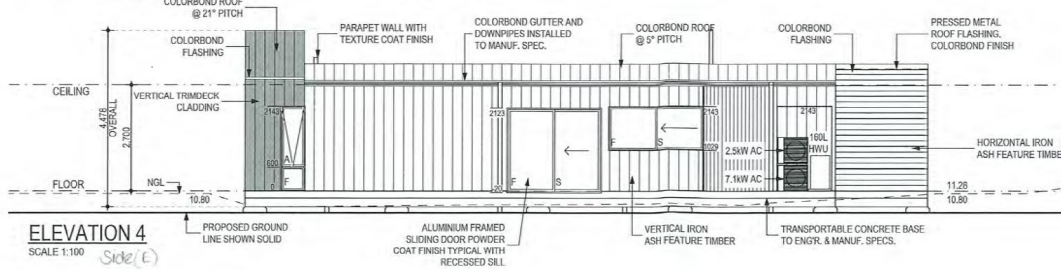 COLORBOND ROOF
@ 21° PITCH
COLORBOND
FLASHING
PARAPET WALL WITH
TEXTURE COAT FINISH
COLORBOND GUTTER AND
DOWNPIPES INSTALLED
TO MANUF. SPEC.
COLORBOND ROOF
@ 5° PITCH
COLORBOND
FLASHING
PRESSED METAL
ROOF FLASHING.
COLORBOND FINISH
CEILING
4,478
OVERALL
2,700
VERTICAL TRIMDECK
CLADDING
2143
600
0
A
F
2123
20
F
S
F
S
2143
1029
2143
160L
HWU
2.5kW AC
7.1kW AC
HORIZONTAL IRON
ASH FEATURE TIMBE
FLOOR
NGL
10.80
11.28
10.80
PROPOSED GROUND
LINE SHOWN SOLID
ALUMINIUM FRAMED
SLIDING DOOR POWDER
COAT FINISH TYPICAL WITH
RECESSED SILL
VERTICAL IRON
ASH FEATURE TIMBER
TRANSPORTABLE CONCRETE BASE
TO ENG'R. & MANUF. SPECS.
ELEVATION 4
SCALE 1:100
Side (E)